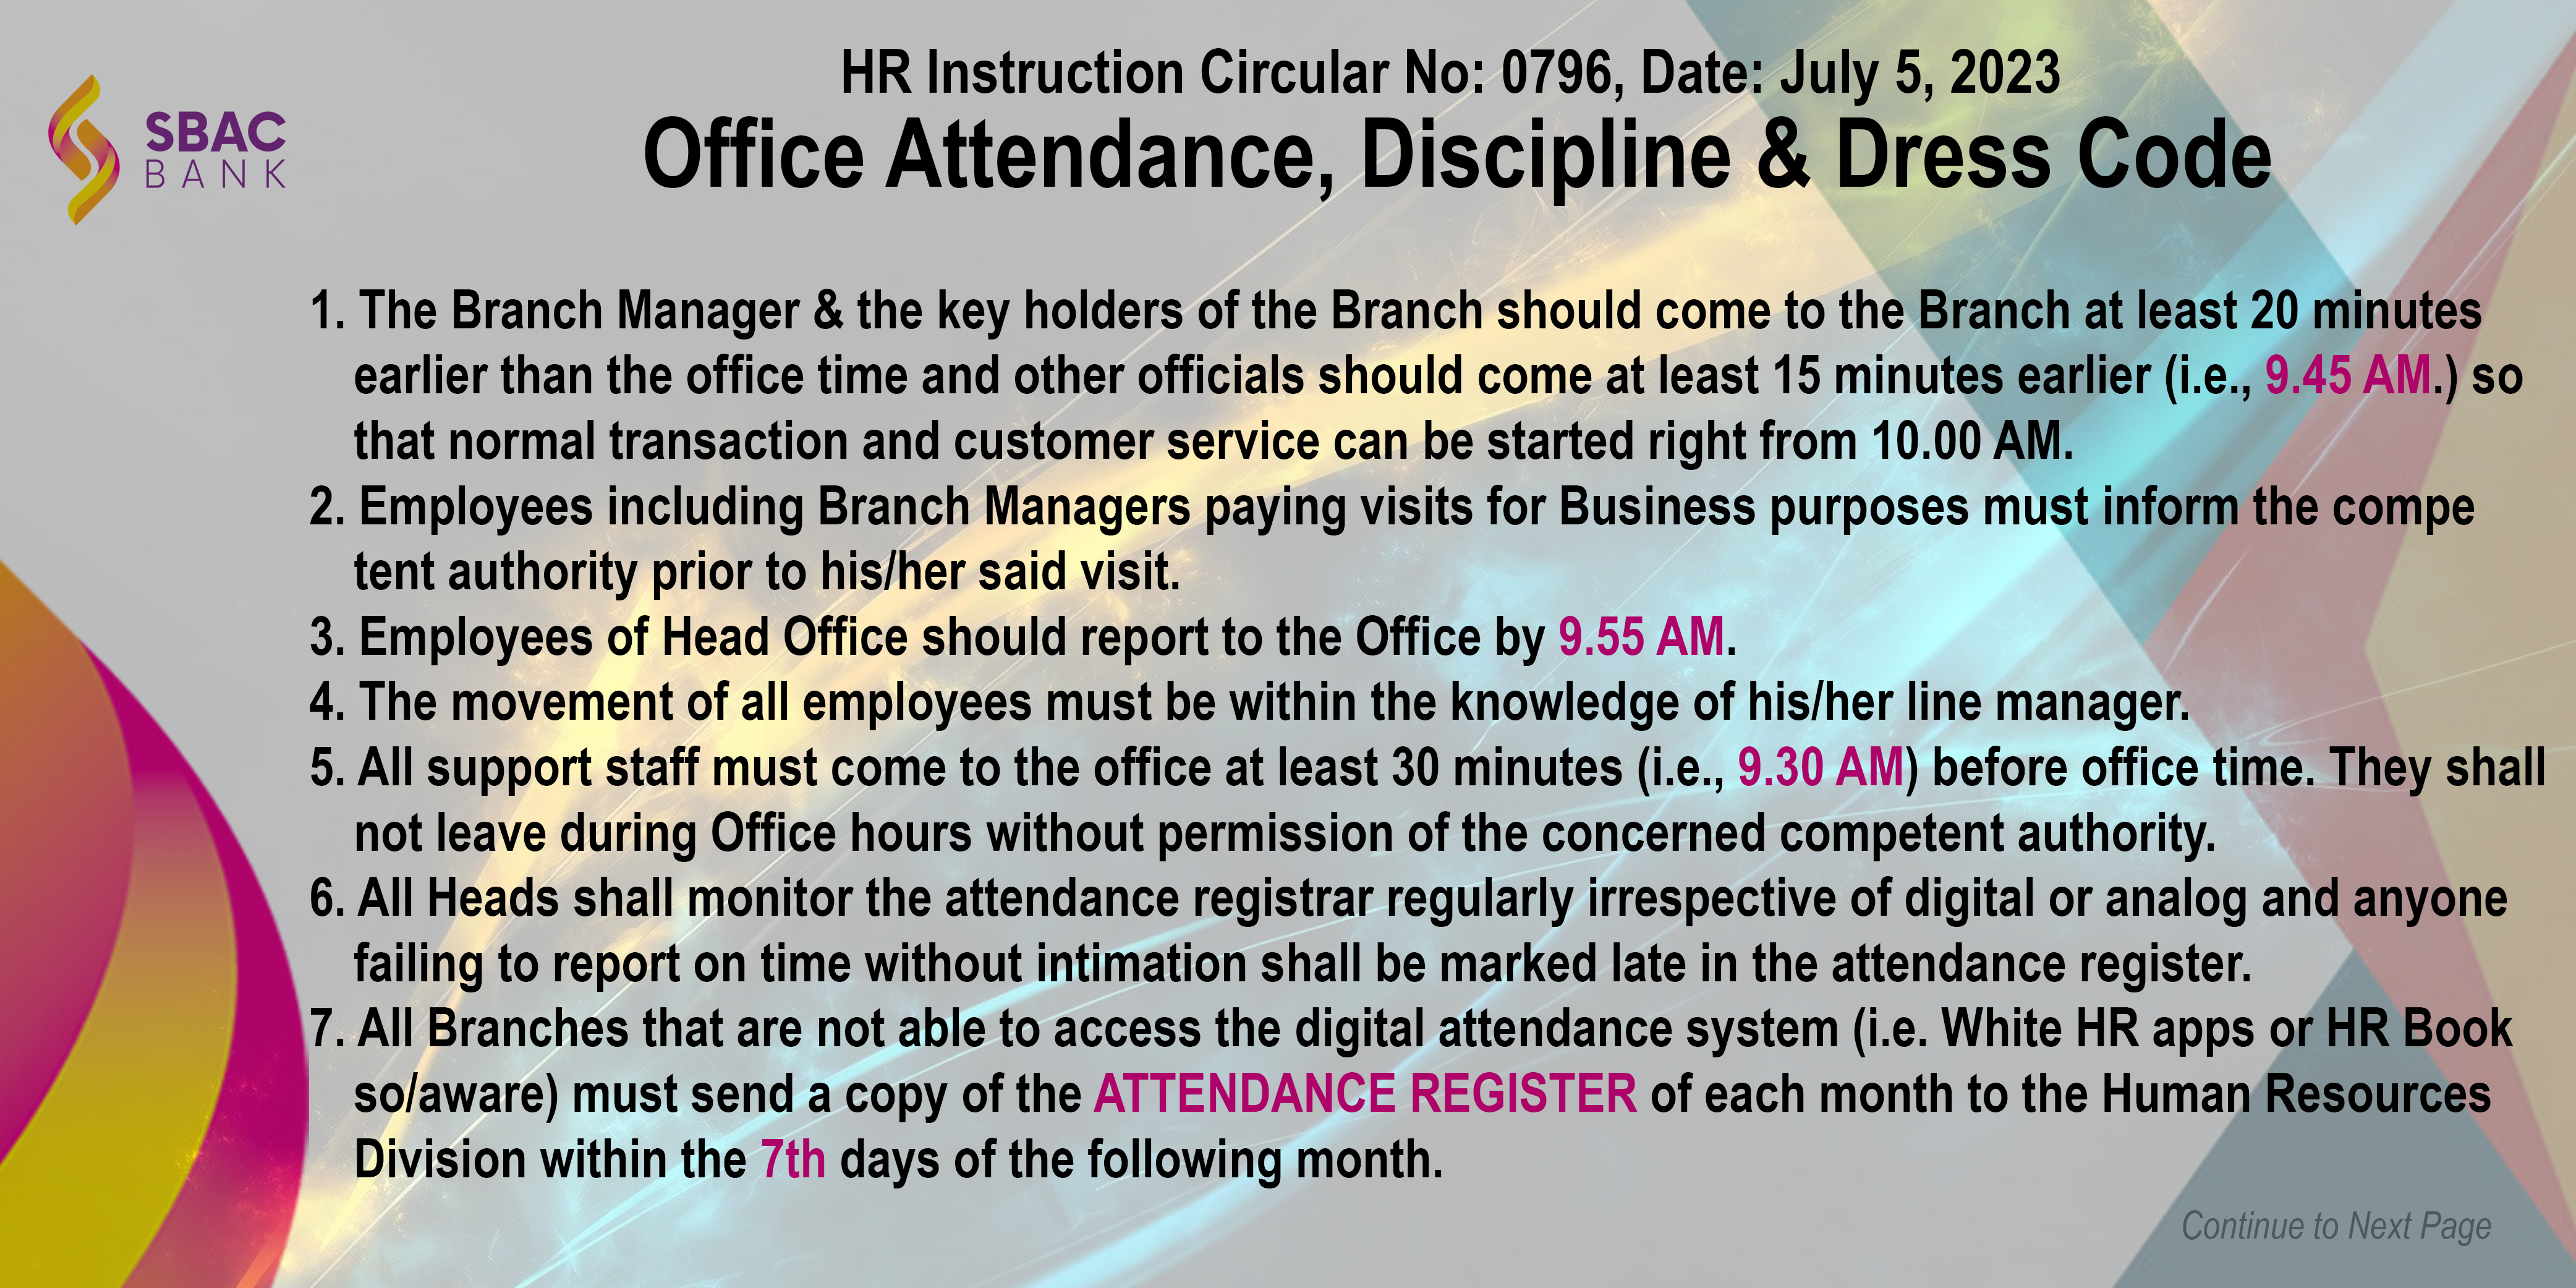 SBAC
BANK
HR Instruction Circular No: 0796, Date: July 5, 2023
Office Attendance, Discipline & Dress Code
1. The Branch Manager & the key holders of the Branch should come to the Branch at least 20 minutes
earlier than the office time and other officials should come at least 15 minutes earlier (i.e., 9.45 AM.) so
that normal transaction and customer service can be started right from 10.00 AM.
2. Employees including Branch Managers paying visits for Business purposes must inform the compe
tent authority prior to his/her said visit.
3. Employees of Head Office should report to the Office by 9.55 AM.
4. The movement of all employees must be within the knowledge of his/her line manager.
5. All support staff must come to the office at least 30 minutes (i.e., 9.30 AM) before office time. They shall
not leave during Office hours without permission of the concerned competent authority.
6. All Heads shall monitor the attendance registrar regularly irrespective of digital or analog and anyone
failing to report on time without intimation shall be marked late in the attendance register.
7. All Branches that are not able to access the digital attendance system (i.e. White HR apps or HR Book
so/aware) must send a copy of the ATTENDANCE REGISTER of each month to the Human Resources
Division within the 7th days of the following month.
Continue to Next Page